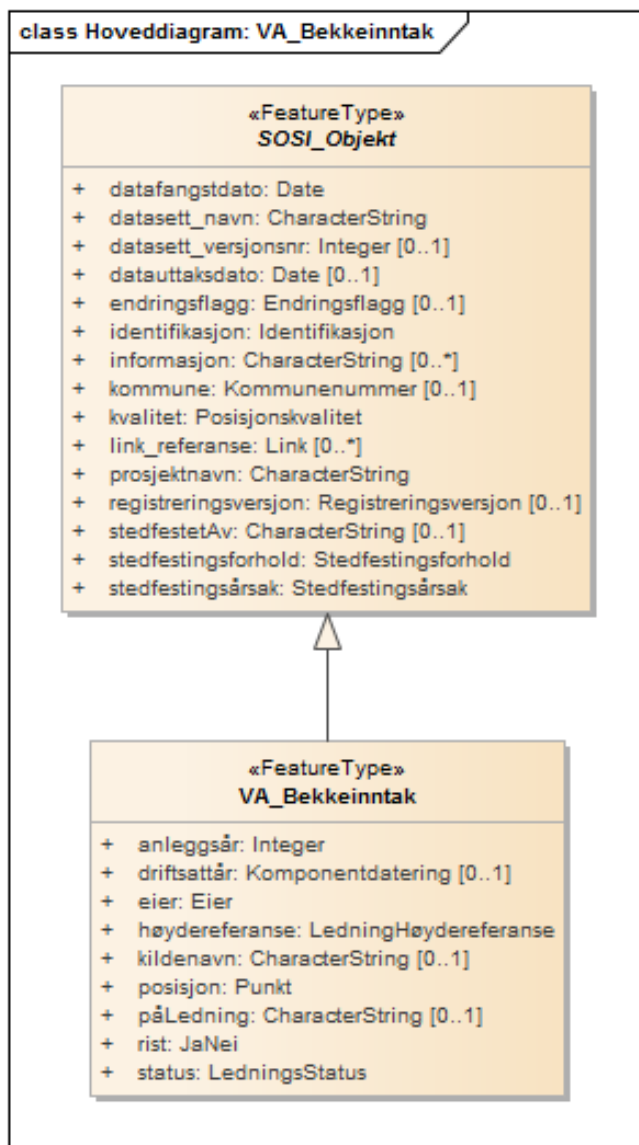 class Hoveddiagram: VA_Bekkeinntak
«FeatureType»
SOSI_Objekt
+ datafangstdato: Date
+ datasett_navn: CharacterString
+ datasett_versjonsnr: Integer [0..1]
+ datauttaksdato: Date [0..1]
+ endringsflagg: Endringsflagg [0..1]
+ identifikasjon: Identifikasjon
+ informasjon: CharacterString [0..*]
+ kommune: Kommunenummer [0..1]
+ kvalitet: Posisjonskvalitet
+ link_referanse: Link [0..*]
+ prosjektnavn: CharacterString
+ registreringsversjon: Registreringsversjon [0..1]
+ stedfestetAv: CharacterString [0..1]
+ stedfestingsforhold: Stedfestingsforhold
+ stedfestingsårsak: Stedfestingsårsak
«FeatureType»
VA_Bekkeinntak
+ anleggsår: Integer
+ driftsattår: Komponentdatering [0..1]
+ eier: Eier
+ høydereferanse: LedningHøydereferanse
+ kildenavn: CharacterString [0..1]
+ posisjon: Punkt
+ påLedning: CharacterString [0..1]
+ rist: JaNei
+ status: LedningsStatus